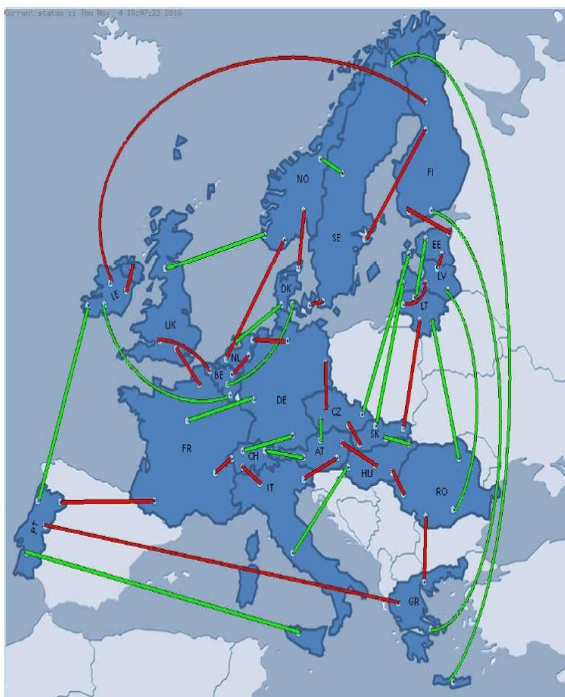 Current status :: Thu Nov  4 16:07:22 2010
NO
FI
SE
EE
LV
IE
DK
LT
UK
NL
BE
DE
CZ
SK
FR
CH
AT
HU
IT
RO
PT
GR